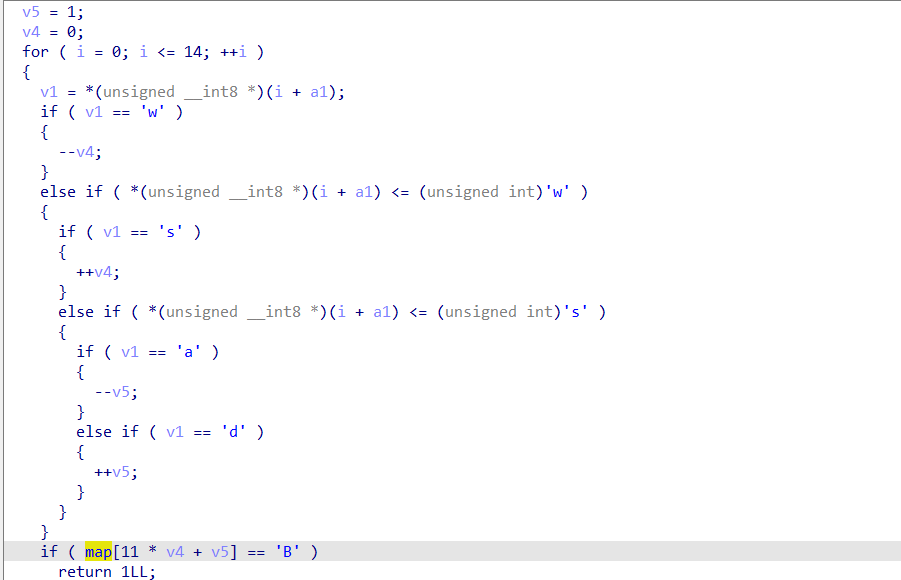 v5 = 1;
v4 = 0;
for ( i = 0; i <= 14; ++i )
{
v1 = *(unsigned __int8 *)(i + a1);
if ( v1 == 'w' )
{
--v4;
}
else if ( *(unsigned __int8 *)(i + a1) <= (unsigned int)'w' )
{
if ( v1 == 's' )
{
++v4;
}
else if ( *(unsigned __int8 *)(i + a1) <= (unsigned int)'s' )
{
if ( v1 == 'a' )
{
--v5;
}
else if ( v1 == 'd' )
{
++v5;
}
}
}
if ( map[11 * v4 + v5] == 'B' )
return 1LL;